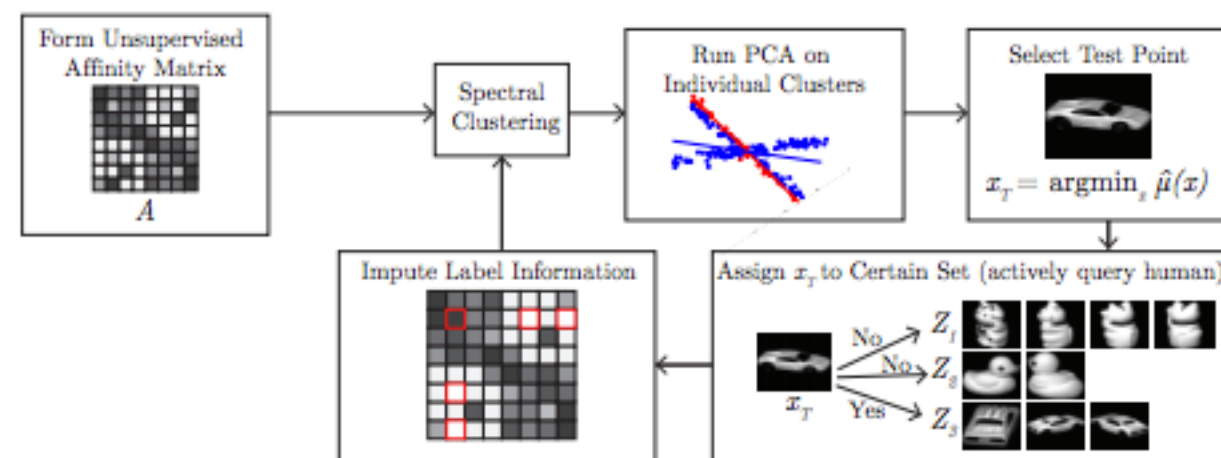 Form Unsupervised
Affinity Matrix
A
Spectral
Clustering
Run PCA on
Individual Clusters
Select Test Point
x_T = argmin_x μ̂(x)
Assign x_T to Certain Set (actively query human)
x_T
No
Z_1
No
Z_2
Yes
Z_3
Impute Label Information